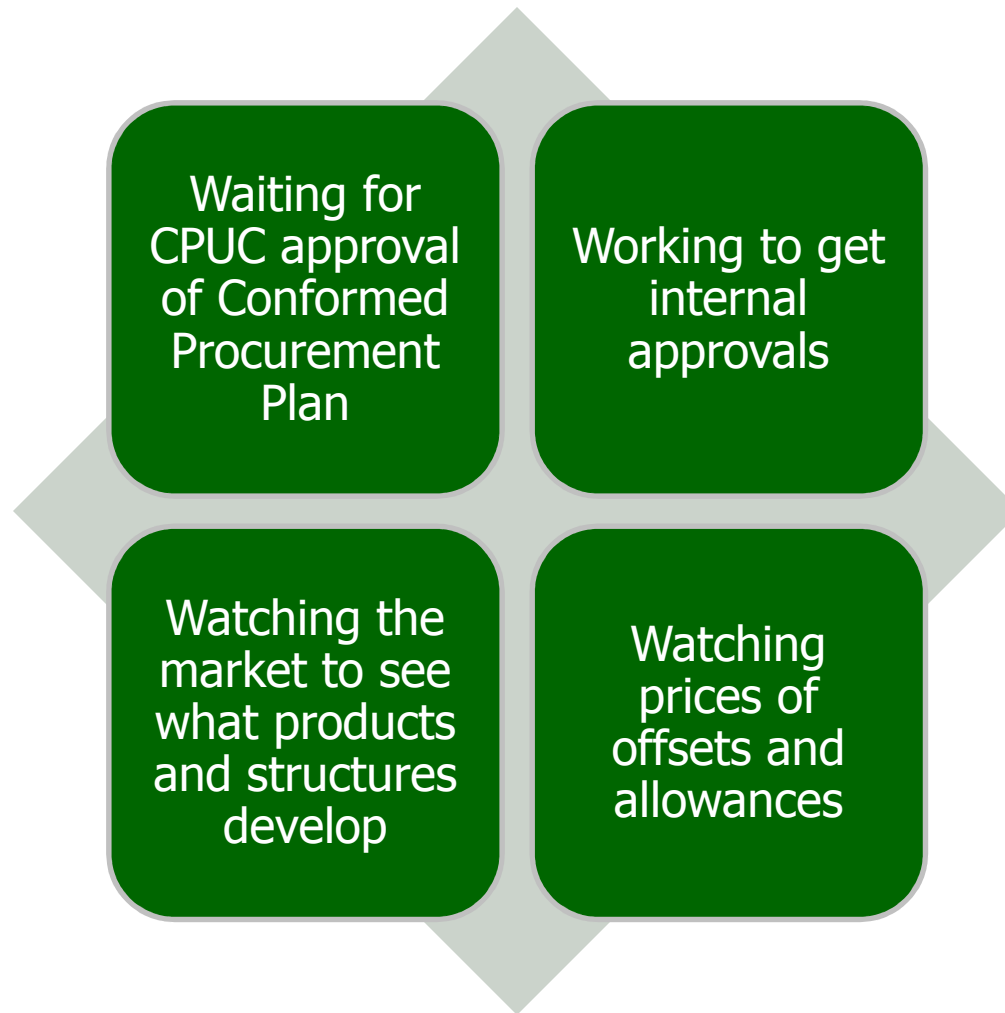 Waiting for
CPUC approval
of Conformed
Procurement
Plan
Working to get
internal
approvals
Watching the
market to see
what products
and structures
develop
Watching
prices of
offsets and
allowances